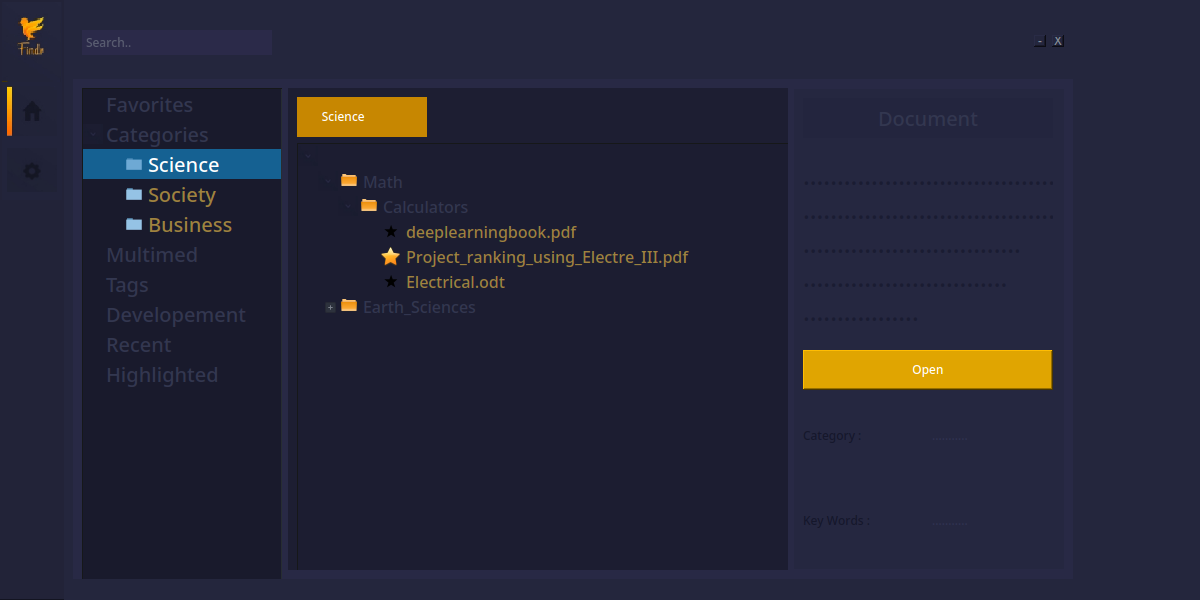 Findln
Search..
- X
Favorites
Categories
Science
Society
Business
Multimed
Tags
Developement
Recent
Highlighted
Science
Math
Calculators
deeplearningbook.pdf
Project_ranking_using_Electre_III.pdf
Electrical.odt
Earth_Sciences
Document
Open
Category :
Key Words :